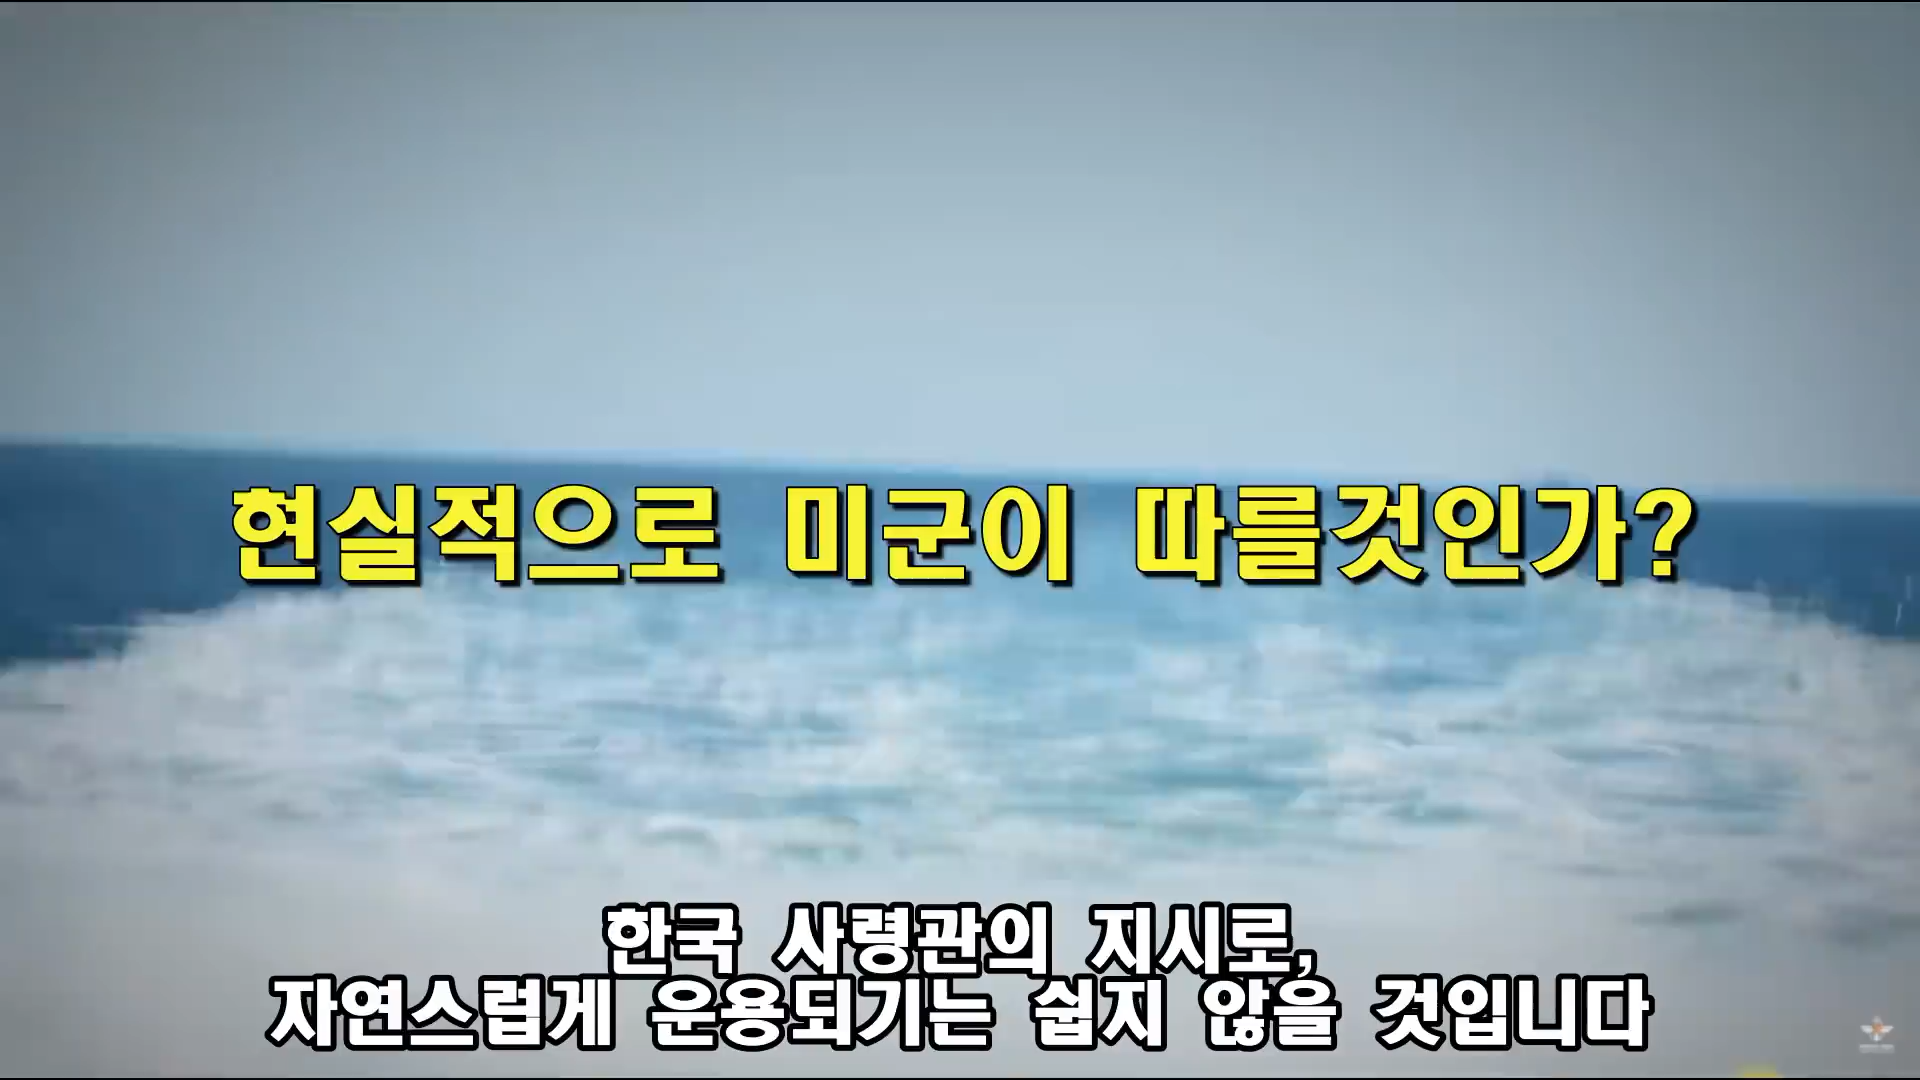 현실적으로 미군이 따를것인가?
한국 사령관의 지시로,
자연스럽게 운용되기는 쉽지 않을 것입니다